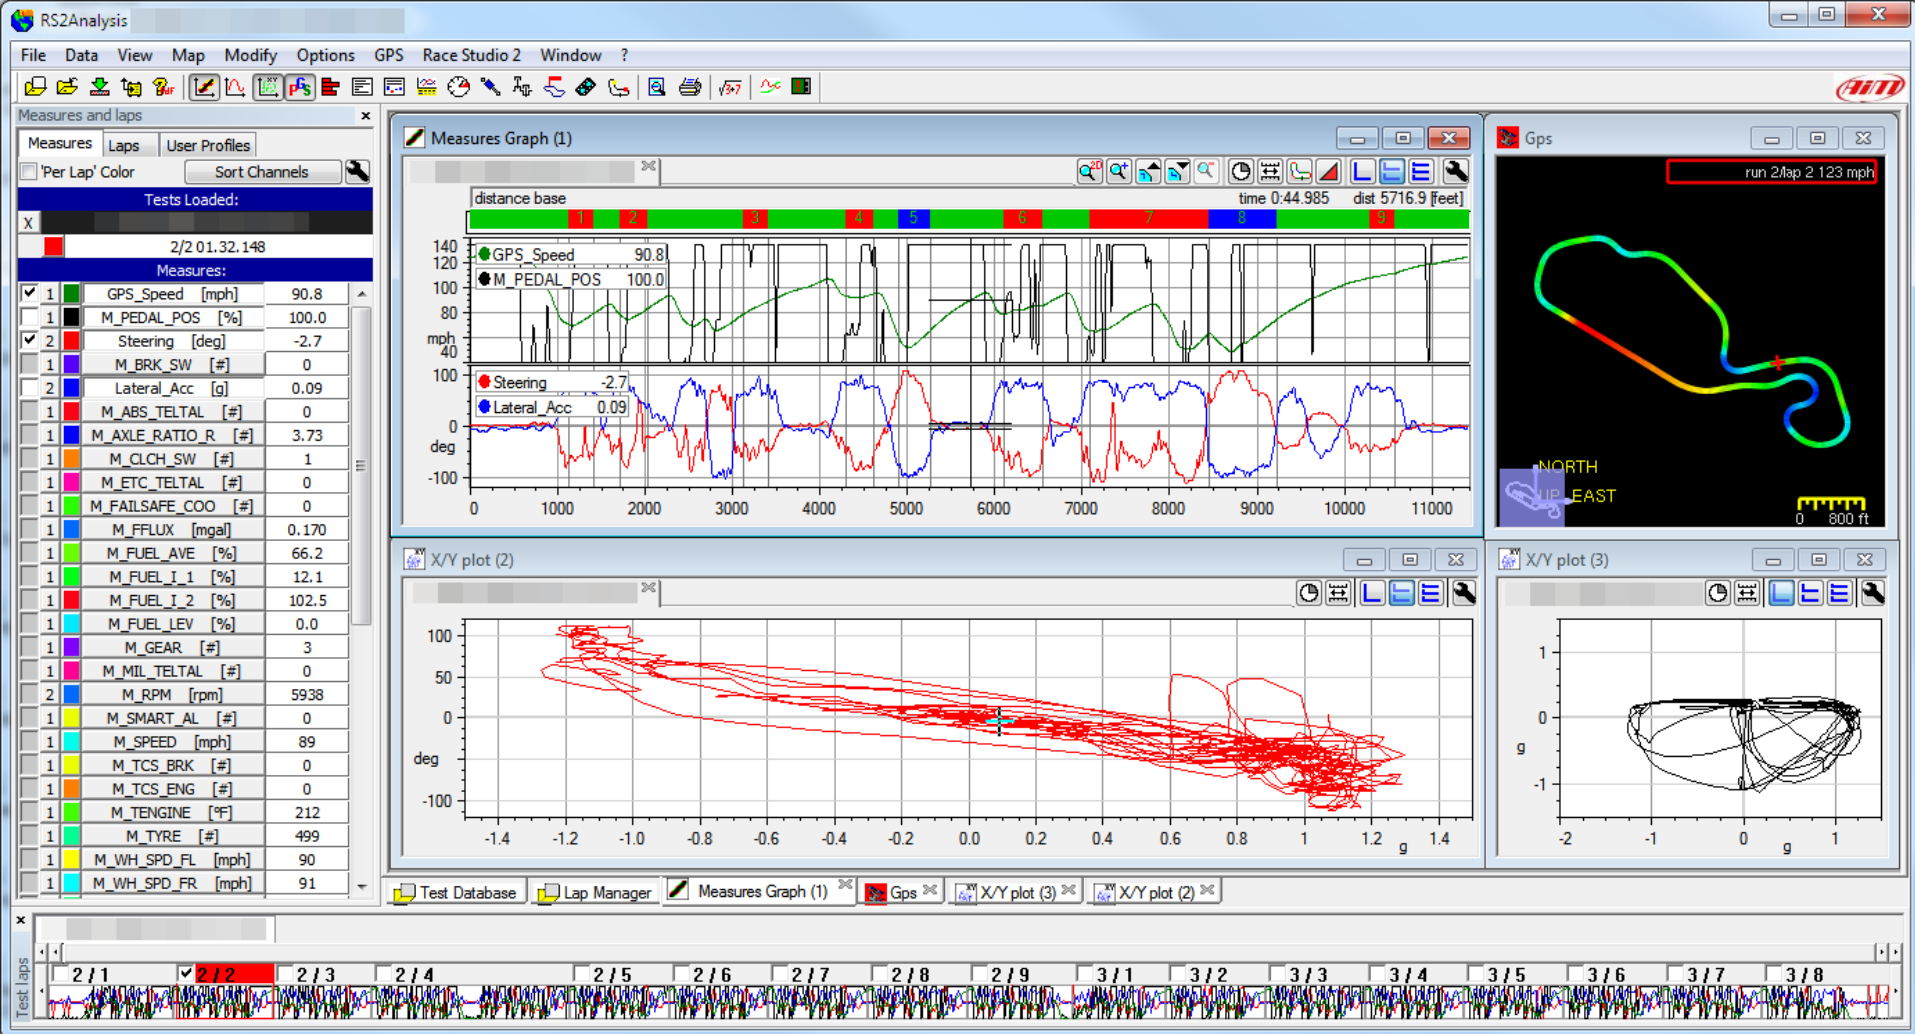 RS2Analysis
File Data View Map Modify Options GPS Race Studio 2 Window ?
AiM
Measures and laps
Measures Laps User Profiles
'Per Lap' Color Sort Channels
Tests Loaded:
X
2/2 01.32.148
Measures:
1 GPS_Speed [mph] 90.8
1 M_PEDAL_POS [%] 100.0
2 Steering [deg] -2.7
1 M_BRK_SW [#] 0
2 Lateral_Acc [g] 0.09
1 M_ABS_TELTAL [#] 0
1 M_AXLE_RATIO_R [#] 3.73
1 M_CLCH_SW [#] 1
1 M_ETC_TELTAL [#] 0
1 M_FAILSAFE_COO [#] 0
1 M_FFLUX [mgal] 0.170
1 M_FUEL_AVE [%] 66.2
1 M_FUEL_I_1 [%] 12.1
1 M_FUEL_I_2 [%] 102.5
1 M_FUEL_LEV [%] 0.0
1 M_GEAR [#] 3
1 M_MIL_TELTAL [#] 0
2 M_RPM [rpm] 5938
1 M_SMART_AL [#] 0
1 M_SPEED [mph] 89
1 M_TCS_BRK [#] 0
1 M_TCS_ENG [#] 0
1 M_TENGINE [ºF] 212
1 M_TYRE [#] 499
1 M_WH_SPD_FL [mph] 90
1 M_WH_SPD_FR [mph] 91
Measures Graph (1)
distance base time 0:44.985 dist 5716.9 [feet]
1 2 3 4 5 6 7 8 9
140
120
100
80
mph
40
GPS_Speed 90.8
M_PEDAL_POS 100.0
100
0
deg
-100
Steering -2.7
Lateral_Acc 0.09
0 1000 2000 3000 4000 5000 6000 7000 8000 9000 10000 11000
Gps
run 2/lap 2 123 mph
NORTH
UP EAST
0 800 ft
X/Y plot (2)
100
50
0
deg
-100
-1.4 -1.2 -1.0 -0.8 -0.6 -0.4 -0.2 0.0 0.2 0.4 0.6 0.8 1 1.2 g 1.4
X/Y plot (3)
1
0
g
-1
-2 -1 0 g 1
Test Database Lap Manager Measures Graph (1) Gps X/Y plot (3) X/Y plot (2)
Test laps
2 / 1 2 / 2 2 / 3 2 / 4 2 / 5 2 / 6 2 / 7 2 / 8 2 / 9 3 / 1 3 / 2 3 / 3 3 / 4 3 / 5 3 / 6 3 / 7 3 / 8